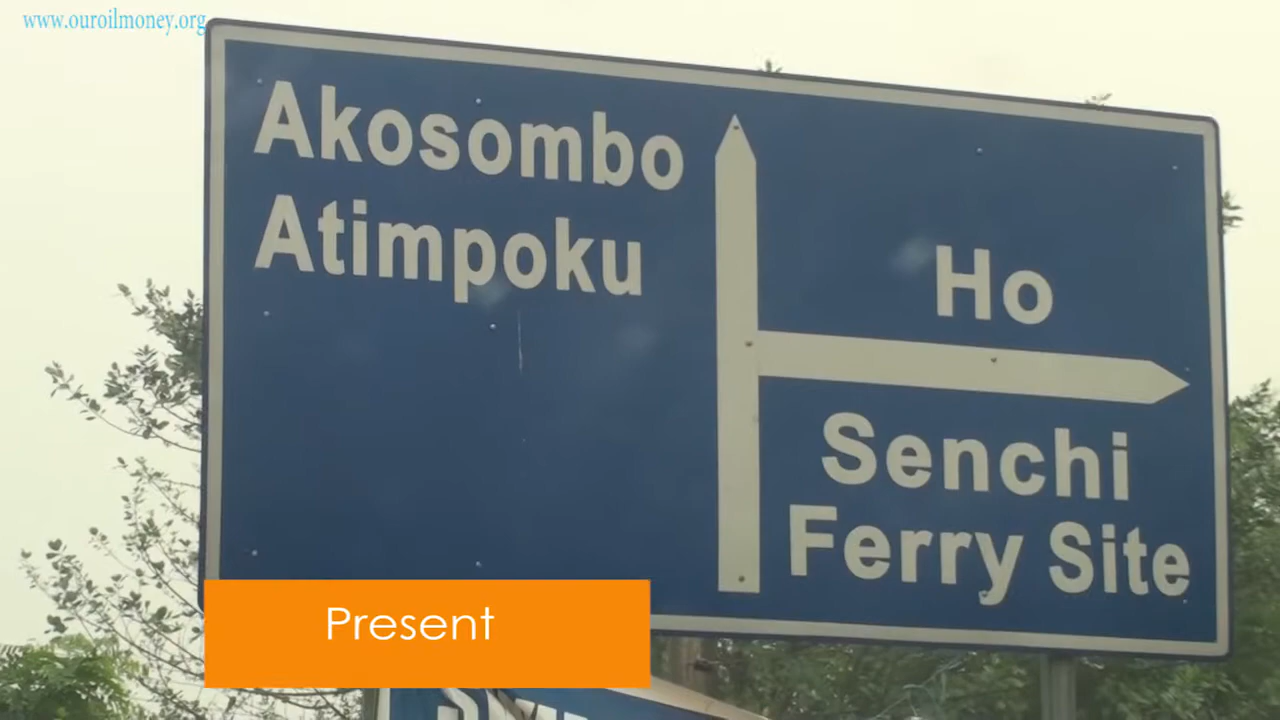 www.ouroilmoney.org
Akosombo
Atimpoku
Ho
Senchi
Ferry Site
Present